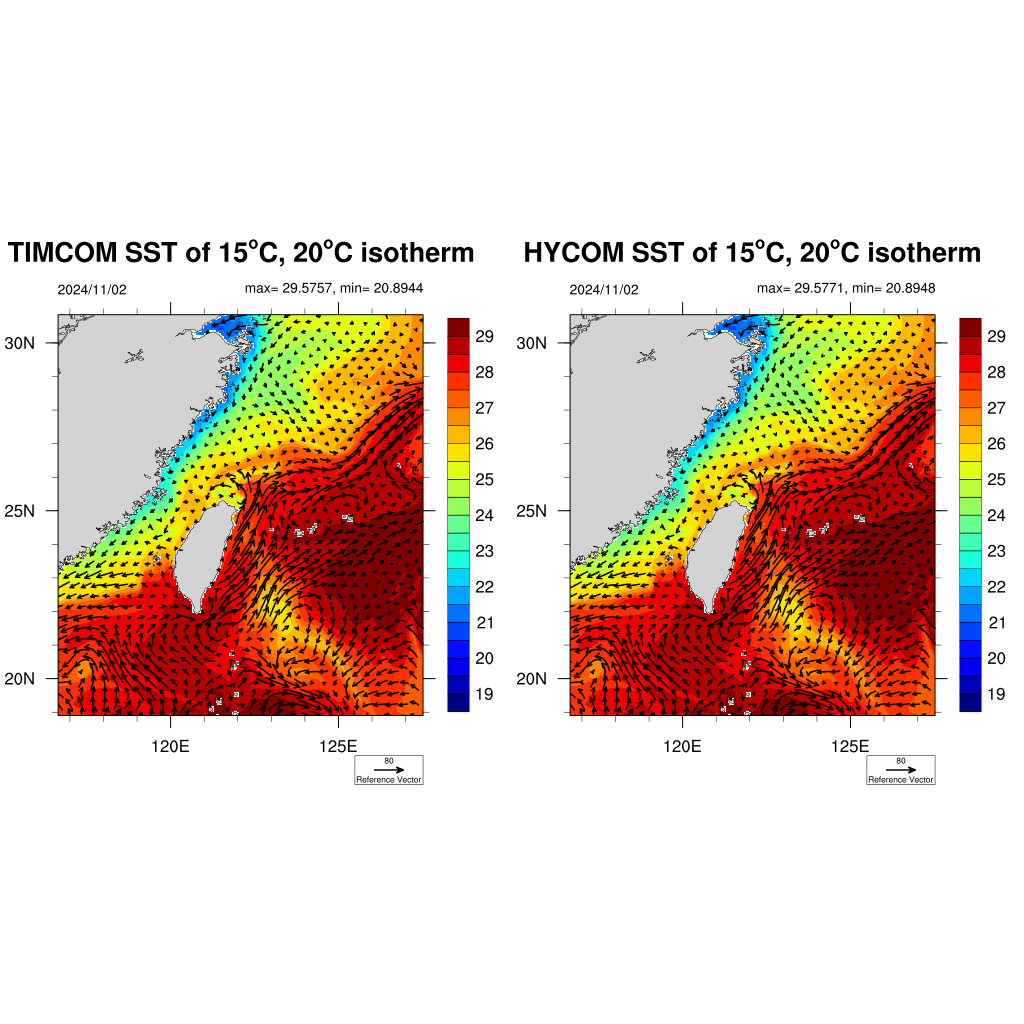 TIMCOM SST of 15°C, 20°C isotherm
2024/11/02
max= 29.5757, min= 20.8944
30N
25N
20N
120E
125E
29
28
27
26
25
24
23
22
21
20
19
80
Reference Vector
HYCOM SST of 15°C, 20°C isotherm
2024/11/02
max= 29.5771, min= 20.8948
30N
25N
20N
120E
125E
29
28
27
26
25
24
23
22
21
20
19
80
Reference Vector